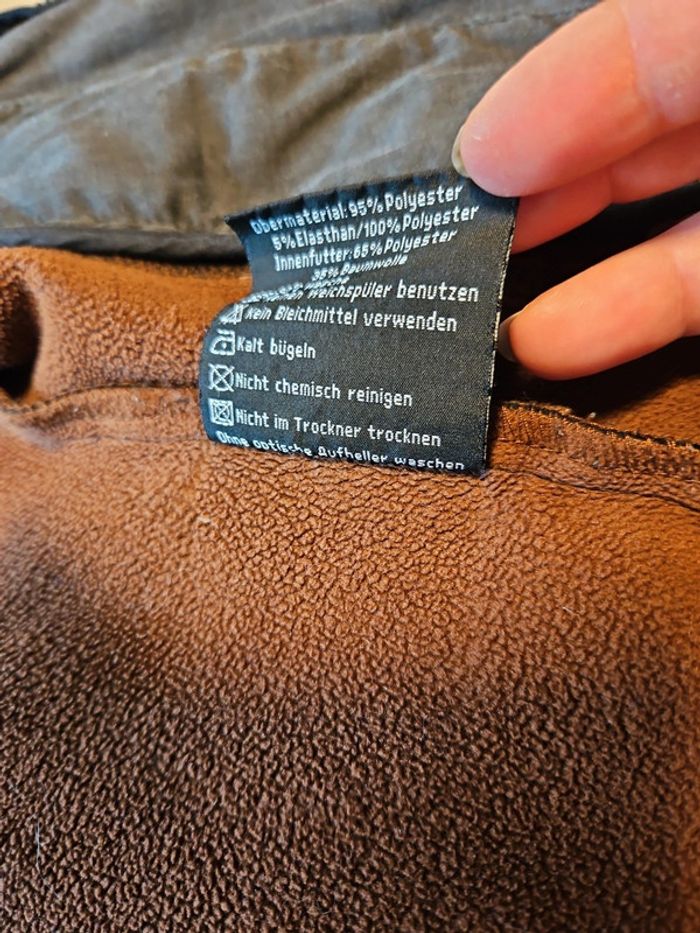 Obermaterial: 95% Polyester
5% Elasthan/100% Polyester
Innenfutter: 65% Polyester
35% Baumwolle
Weichspüler benutzen
Kein Bleichmittel verwenden
Kalt bügeln
Nicht chemisch reinigen
Nicht im Trockner trocknen
Ohne optische Aufheller waschen